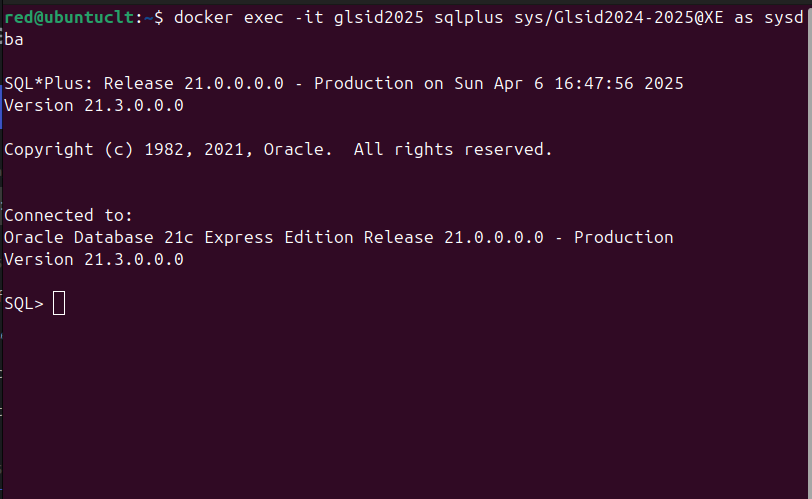 red@ubuntuclt:~$ docker exec -it glsid2025 sqlplus sys/Glsid2024-2025@XE as sysd
ba
SQL*Plus: Release 21.0.0.0.0 - Production on Sun Apr 6 16:47:56 2025
Version 21.3.0.0.0
Copyright (c) 1982, 2021, Oracle.  All rights reserved.
Connected to:
Oracle Database 21c Express Edition Release 21.0.0.0.0 - Production
Version 21.3.0.0.0
SQL>